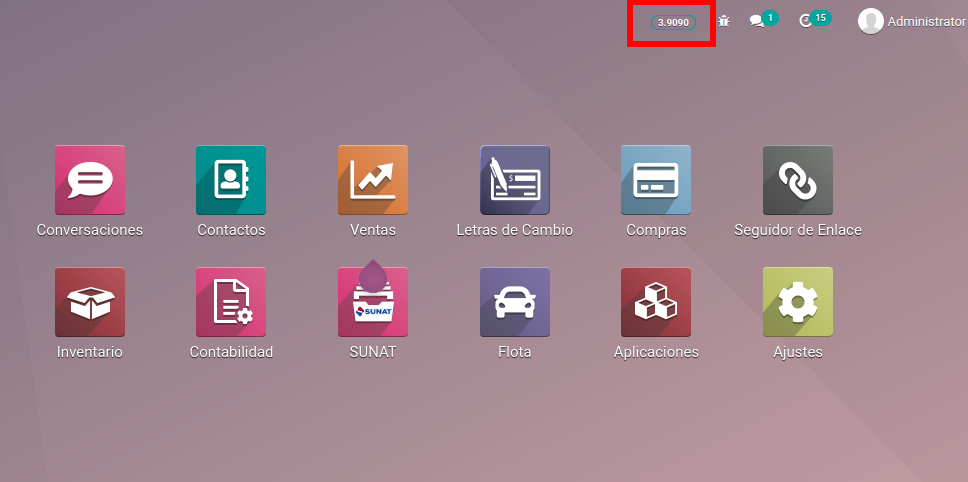 3.9090
1
15
Administrator
Conversaciones
Contactos
$
Ventas
Letras de Cambio
Compras
Seguidor de Enlace
SUNAT
Inventario
Contabilidad
SUNAT
Flota
Aplicaciones
Ajustes